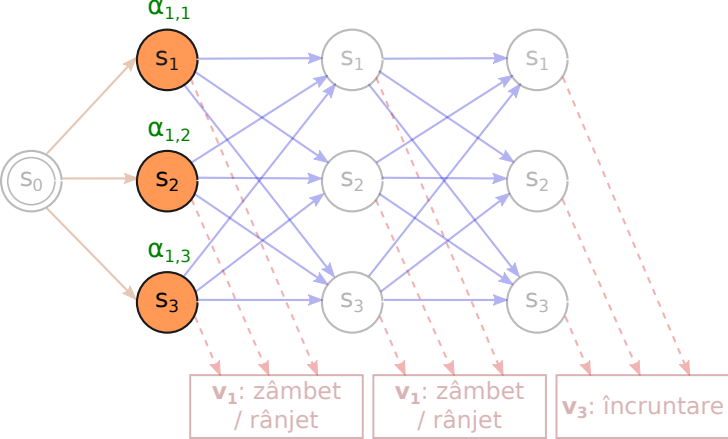 α1,1
s1 s1 s1
α1,2
s0 s2 s2 s2
α1,3
s3 s3 s3
v1: zâmbet v1: zâmbet v3: încruntare
/ rânjet / rânjet